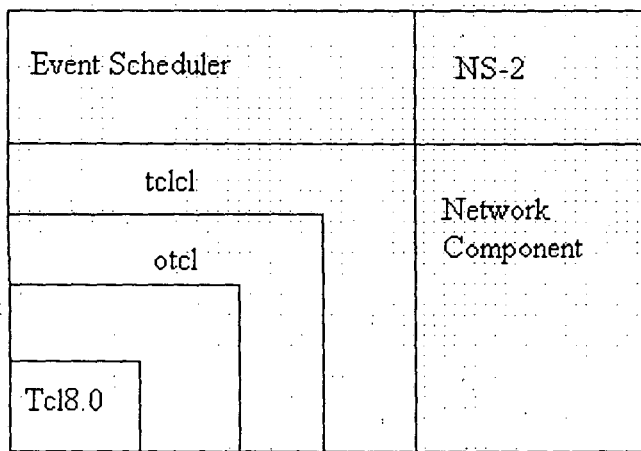 Event Scheduler
NS-2
tclcl
Network
Component
otcl
Tcl8.0